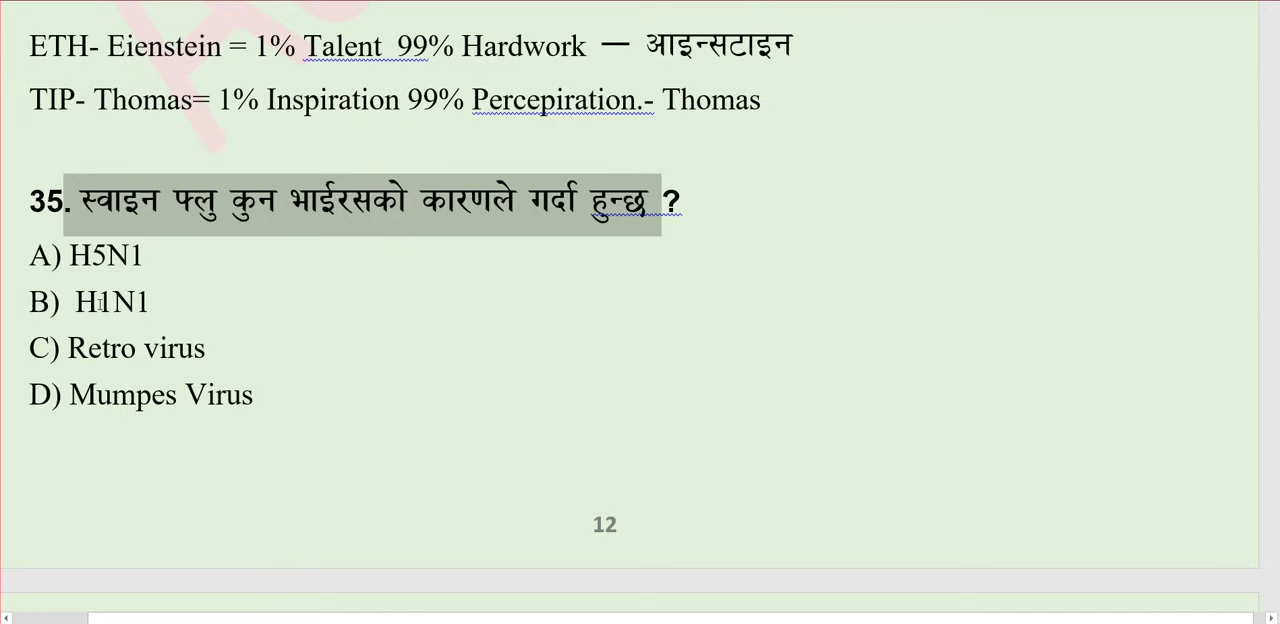 ETH- Eienstein = 1% Talent 99% Hardwork — आइन्सटाइन
TIP- Thomas= 1% Inspiration 99% Percepiration.- Thomas
35. स्वाइन फ्लु कुन भाईरसको कारणले गर्दा हुन्छ ?
A) H5N1
B) H1N1
C) Retro virus
D) Mumpes Virus
12